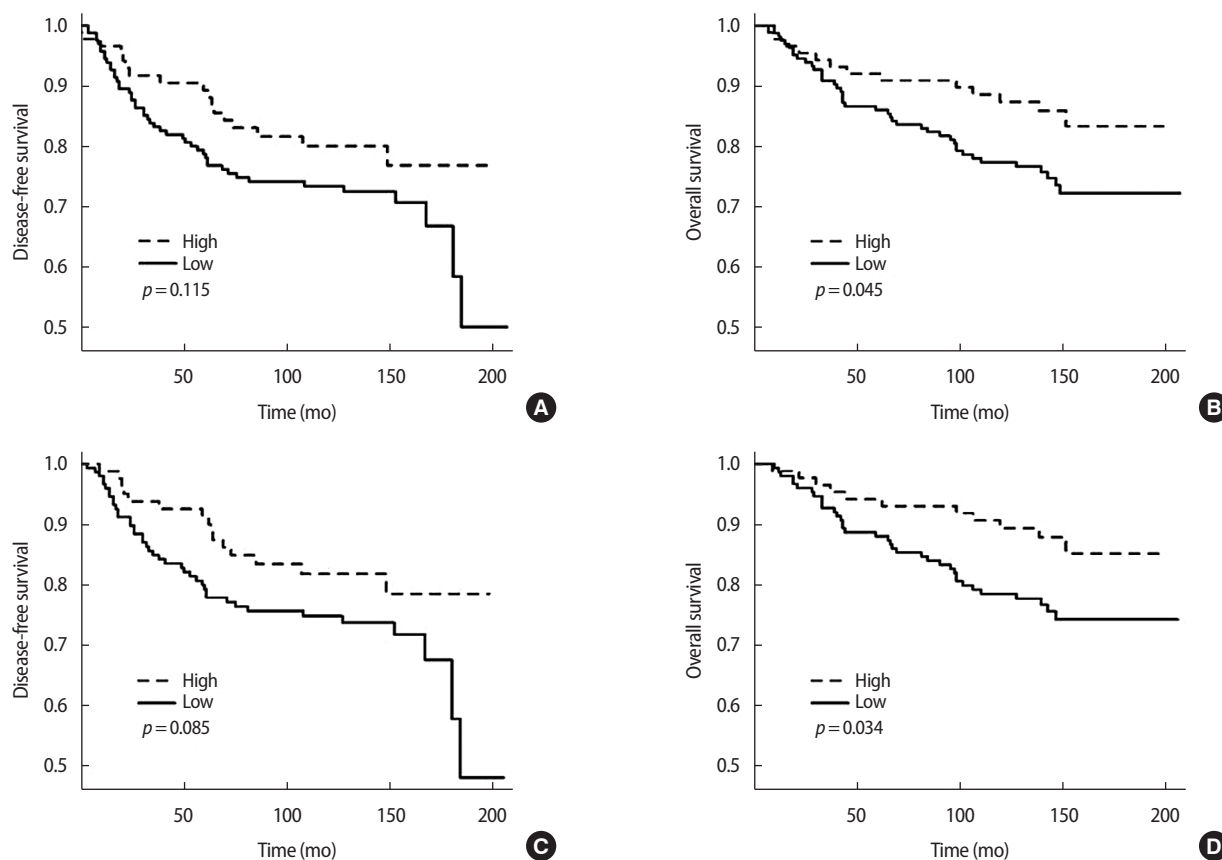 1.0
0.9
0.8
0.7
0.6
0.5
Disease-free survival
High
Low
p=0.115
50 100 150 200
Time (mo)
A
1.0
0.9
0.8
0.7
0.6
0.5
Overall survival
High
Low
p=0.045
50 100 150 200
Time (mo)
B
1.0
0.9
0.8
0.7
0.6
0.5
Disease-free survival
High
Low
p=0.085
50 100 150 200
Time (mo)
C
1.0
0.9
0.8
0.7
0.6
0.5
Overall survival
High
Low
p=0.034
50 100 150 200
Time (mo)
D